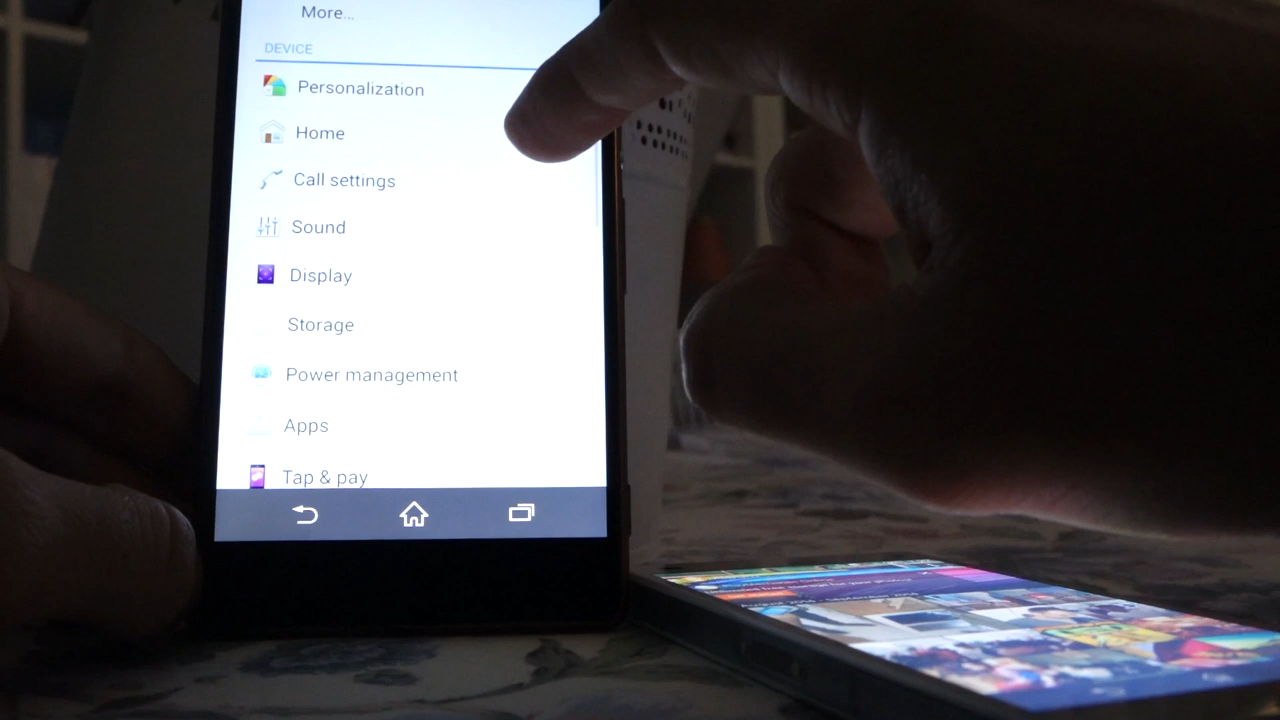 More...
DEVICE
Personalization
Home
Call settings
Sound
Display
Storage
Power management
Apps
Tap & pay